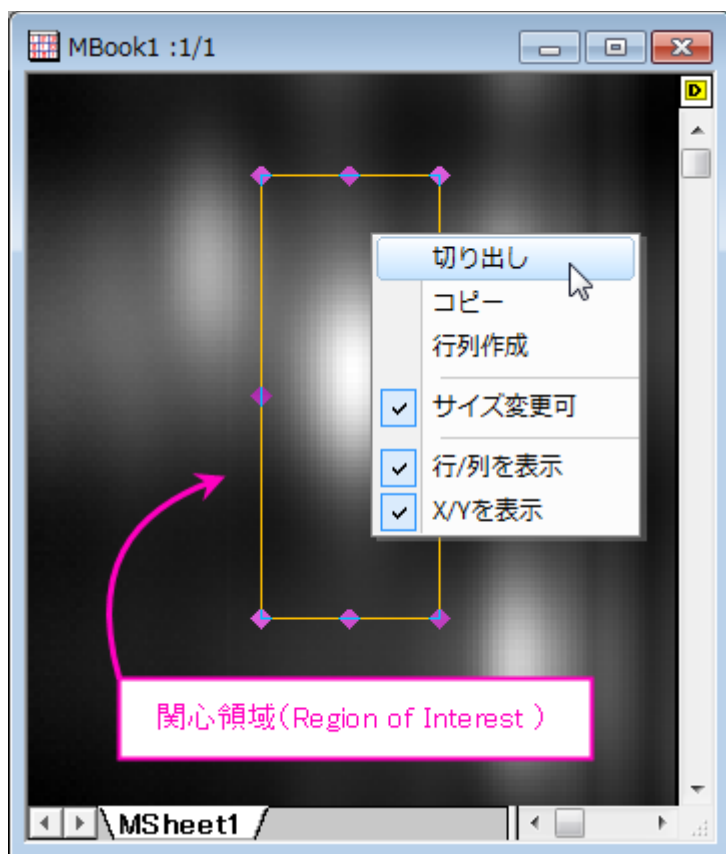 MBook1 :1/1
D
切り出し
コピー
行列作成
サイズ変更可
行/列を表示
X/Yを表示
関心領域(Region of Interest )
MSheet1